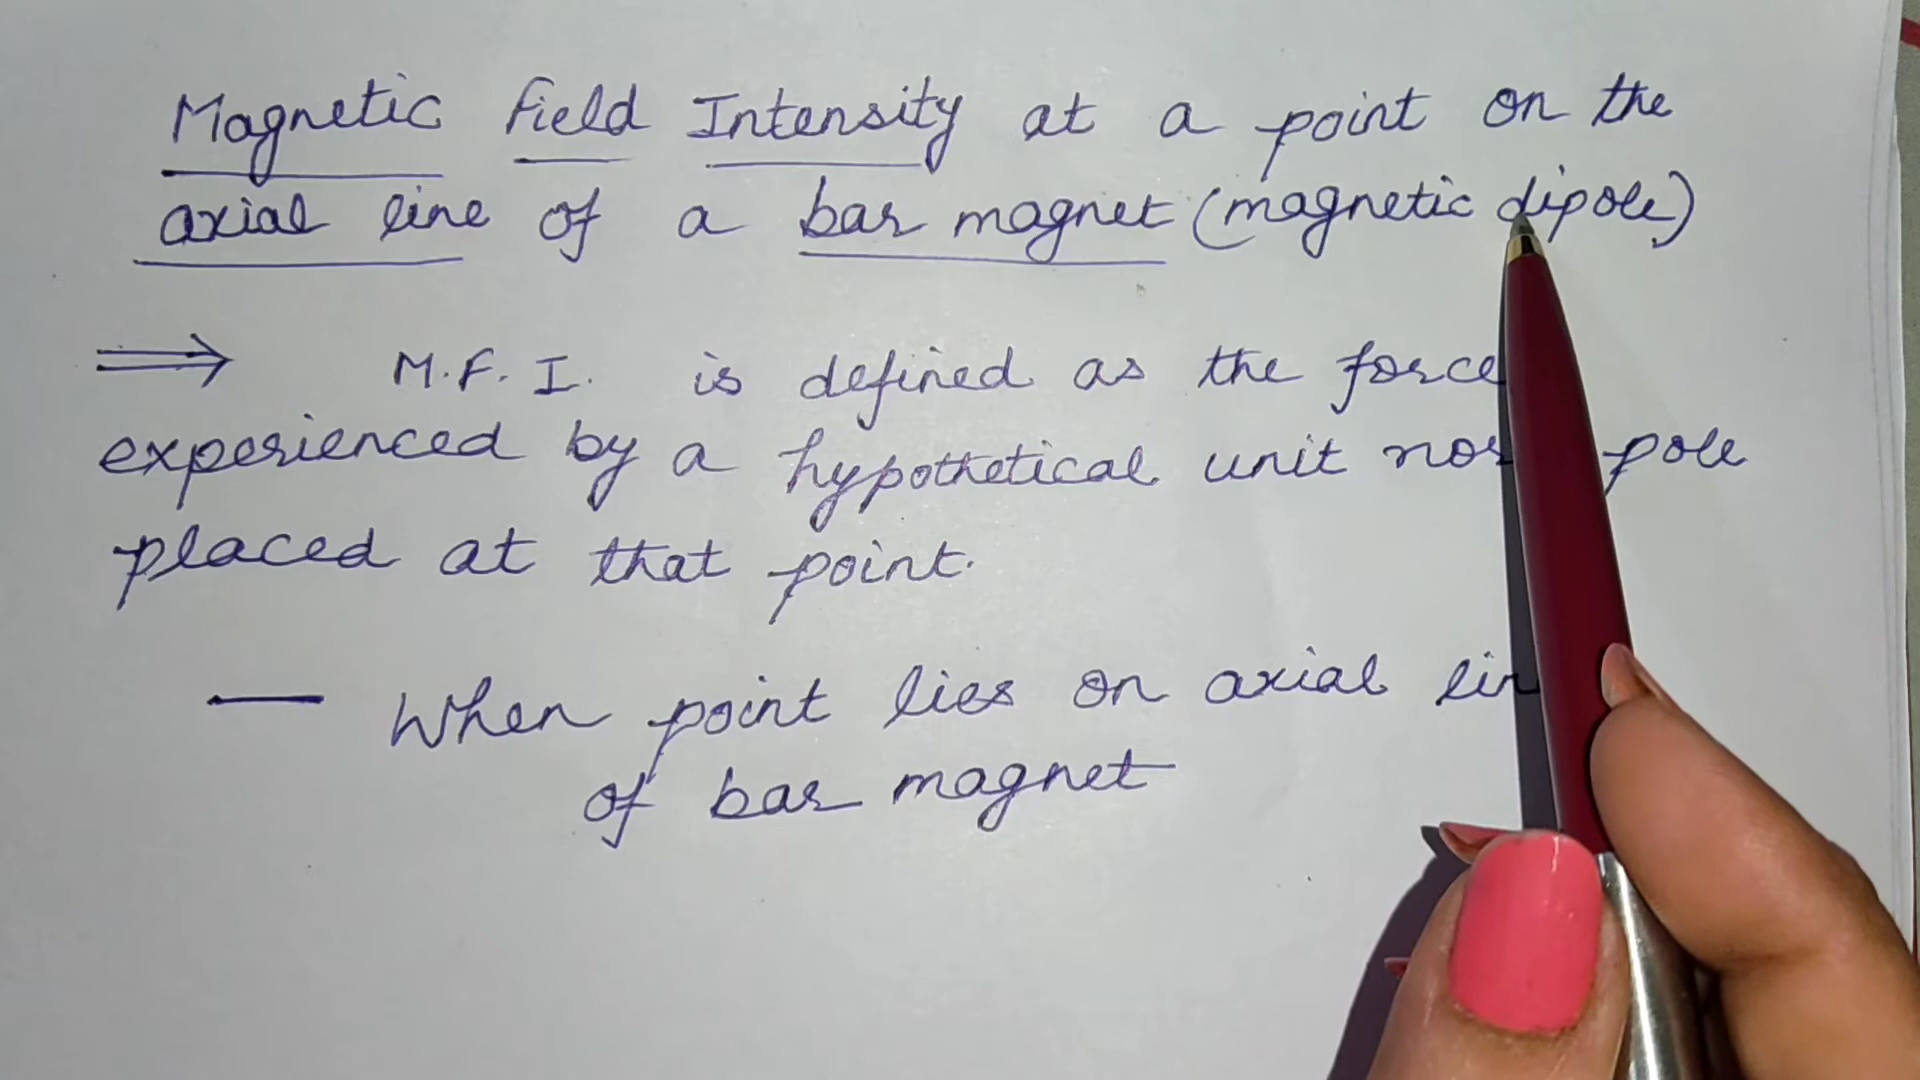 Magnetic field Intensity at a point on the
axial line of a bar magnet (magnetic dipole)
⟹ M.F.I. is defined as the force
experienced by a hypothetical unit pole
placed at that point.
— When point lies on axial
of bar magnet